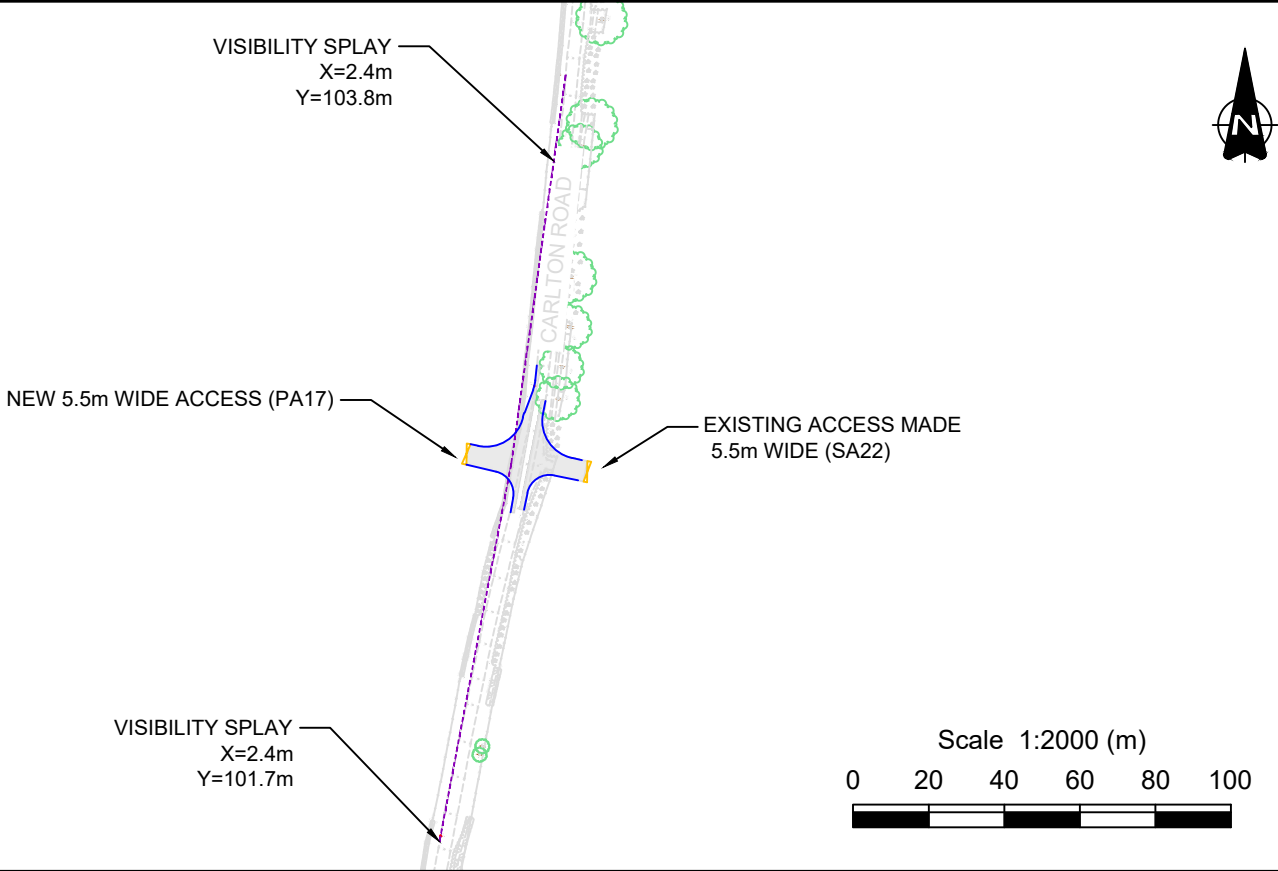 VISIBILITY SPLAY
X=2.4m
Y=103.8m
N
CARLTON ROAD
NEW 5.5m WIDE ACCESS (PA17)
EXISTING ACCESS MADE
5.5m WIDE (SA22)
VISIBILITY SPLAY
X=2.4m
Y=101.7m
Scale 1:2000 (m)
0 20 40 60 80 100